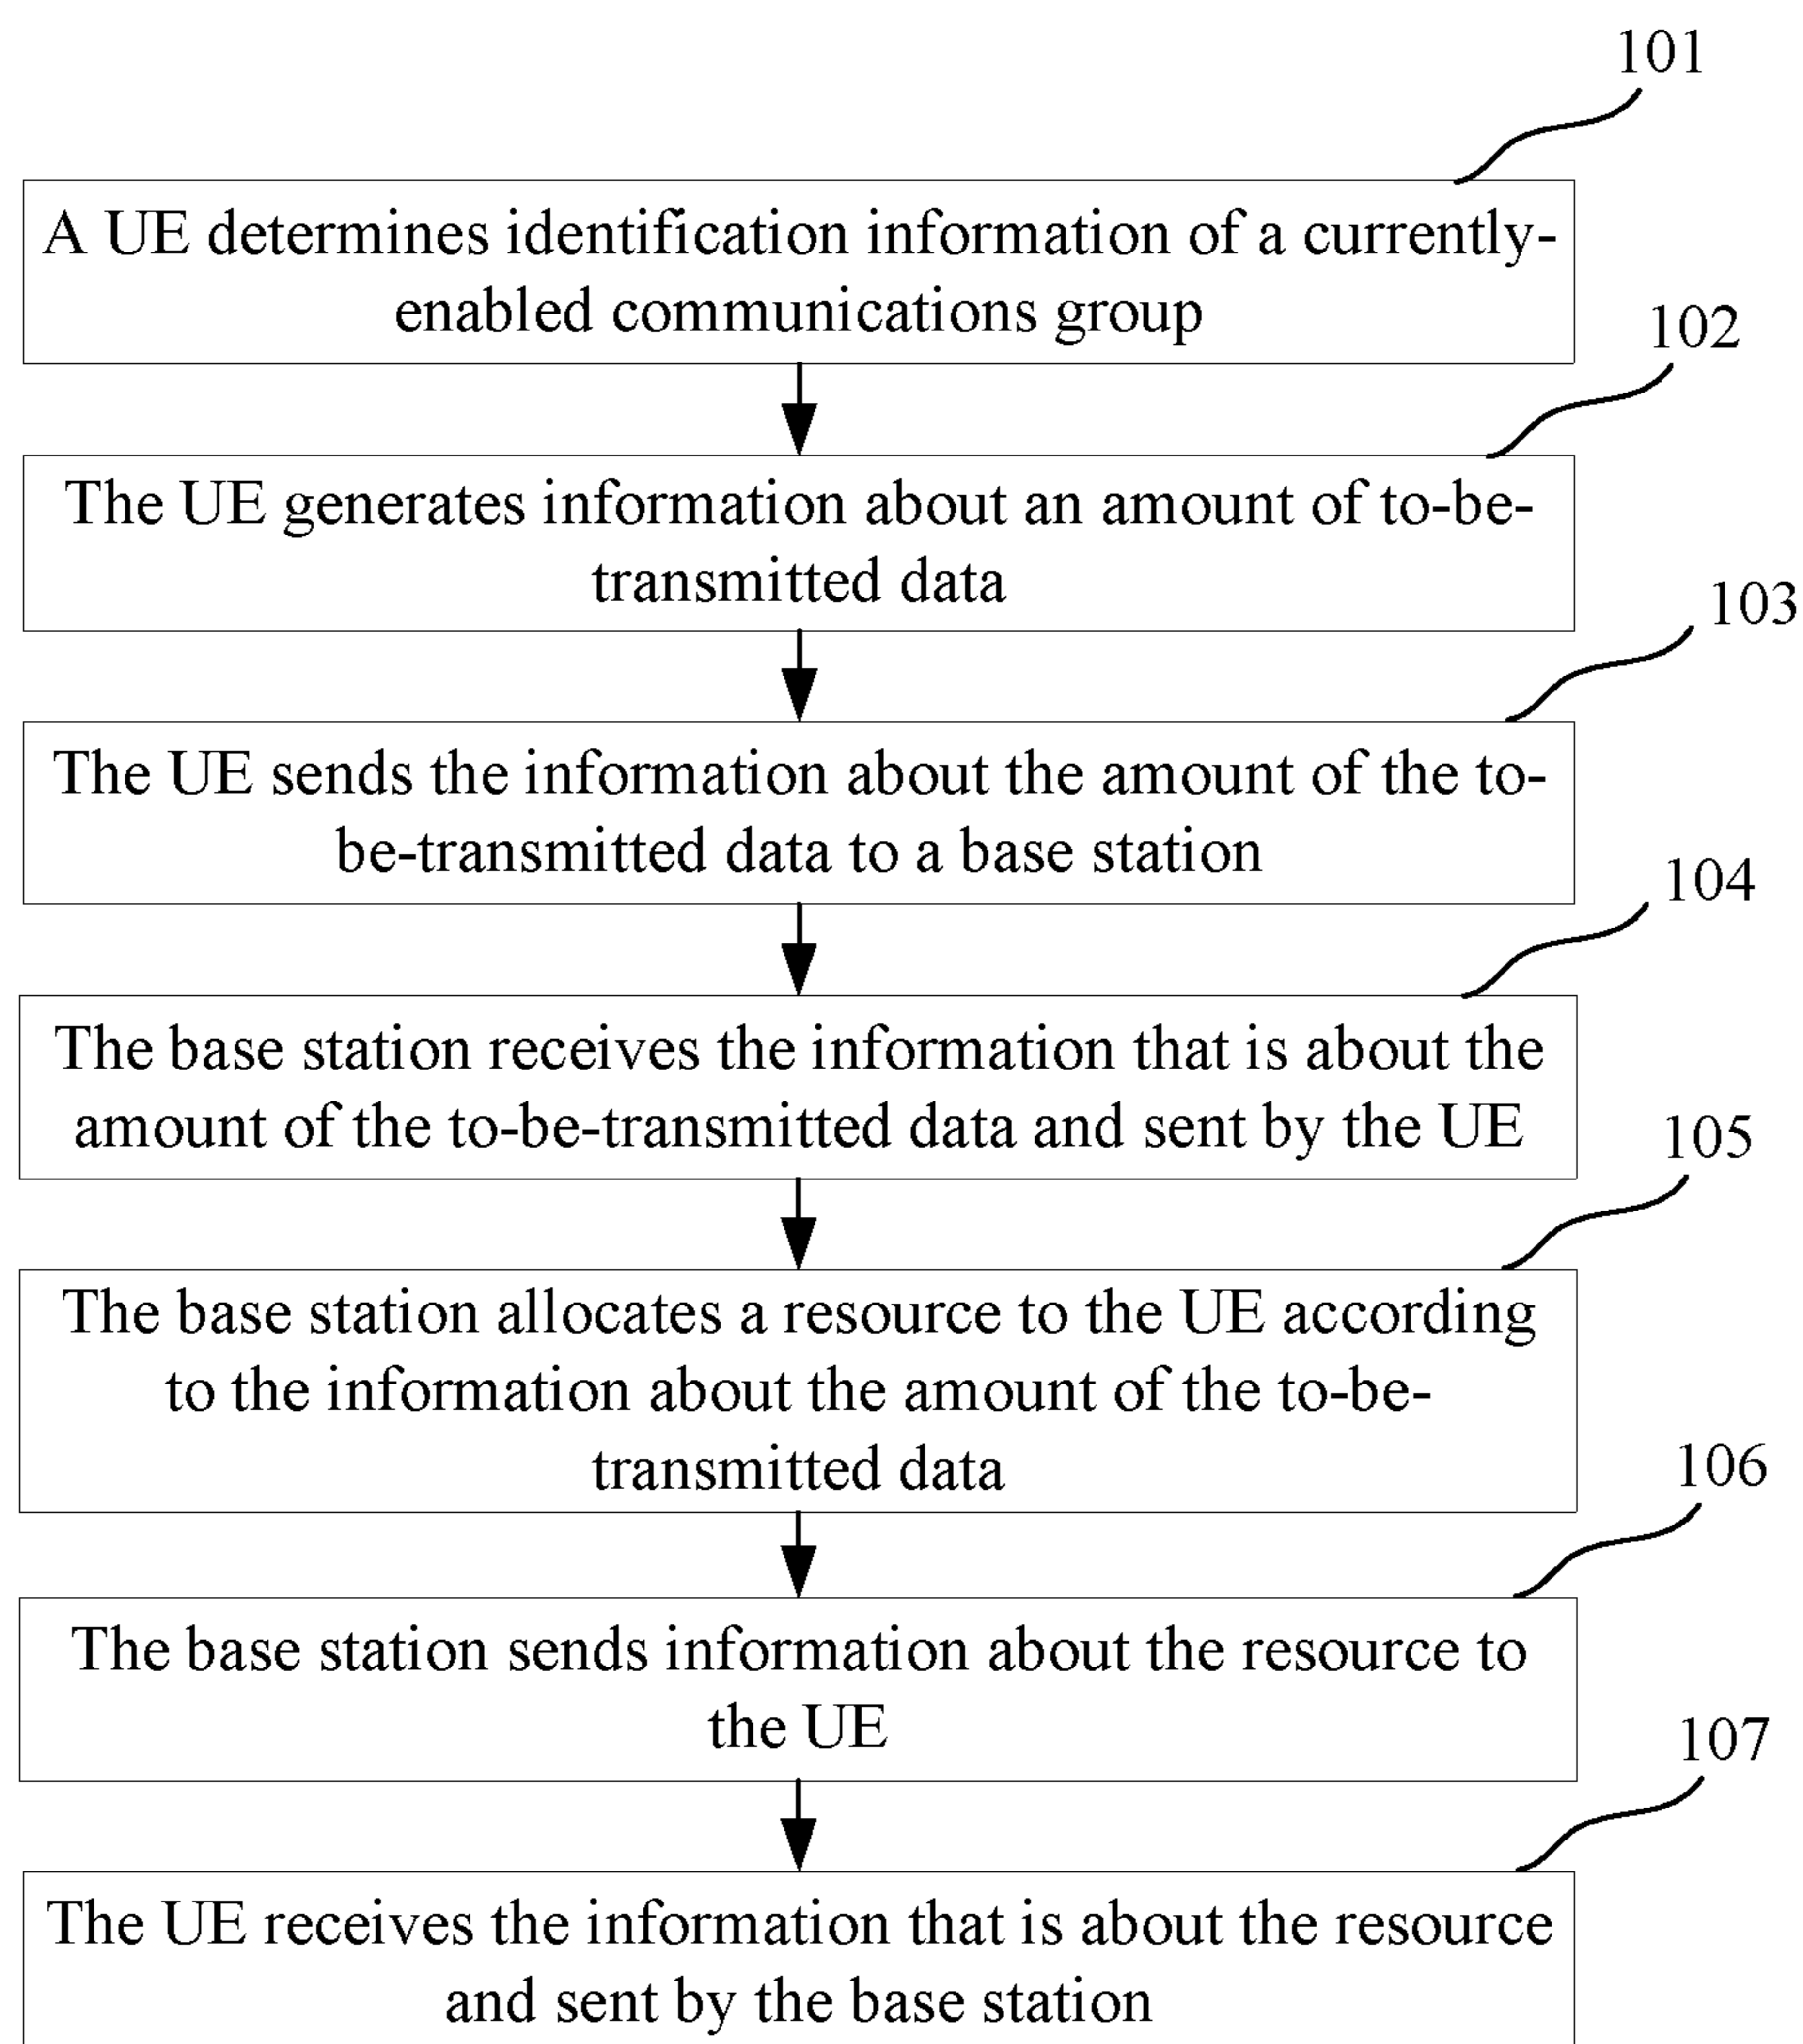 101
A UE determines identification information of a currently-
enabled communications group
102
The UE generates information about an amount of to-be-
transmitted data
103
The UE sends the information about the amount of the to-
be-transmitted data to a base station
104
The base station receives the information that is about the
amount of the to-be-transmitted data and sent by the UE
105
The base station allocates a resource to the UE according
to the information about the amount of the to-be-
transmitted data
106
The base station sends information about the resource to
the UE
107
The UE receives the information that is about the resource
and sent by the base station